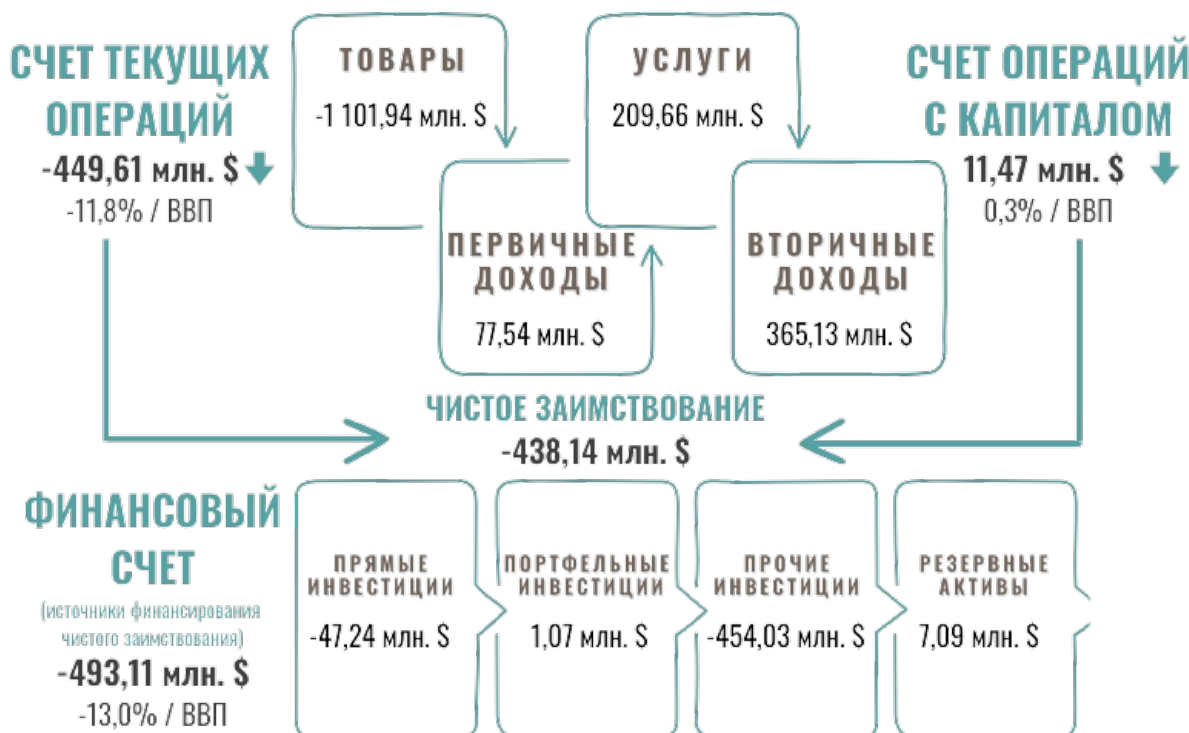 СЧЕТ ТЕКУЩИХ
ОПЕРАЦИЙ
-449,61 млн. $
-11,8% / ВВП
ТОВАРЫ
-1 101,94 млн. $
УСЛУГИ
209,66 млн. $
СЧЕТ ОПЕРАЦИЙ
С КАПИТАЛОМ
11,47 млн. $
0,3% / ВВП
ПЕРВИЧНЫЕ
ДОХОДЫ
77,54 млн. $
ВТОРИЧНЫЕ
ДОХОДЫ
365,13 млн. $
ЧИСТОЕ ЗАИМСТВОВАНИЕ
-438,14 млн. $
ФИНАНСОВЫЙ
СЧЕТ
(источники финансирования
чистого заимствования)
-493,11 млн. $
-13,0% / ВВП
ПРЯМЫЕ
ИНВЕСТИЦИИ
-47,24 млн. $
ПОРТФЕЛЬНЫЕ
ИНВЕСТИЦИИ
1,07 млн. $
ПРОЧИЕ
ИНВЕСТИЦИИ
-454,03 млн. $
РЕЗЕРВНЫЕ
АКТИВЫ
7,09 млн. $